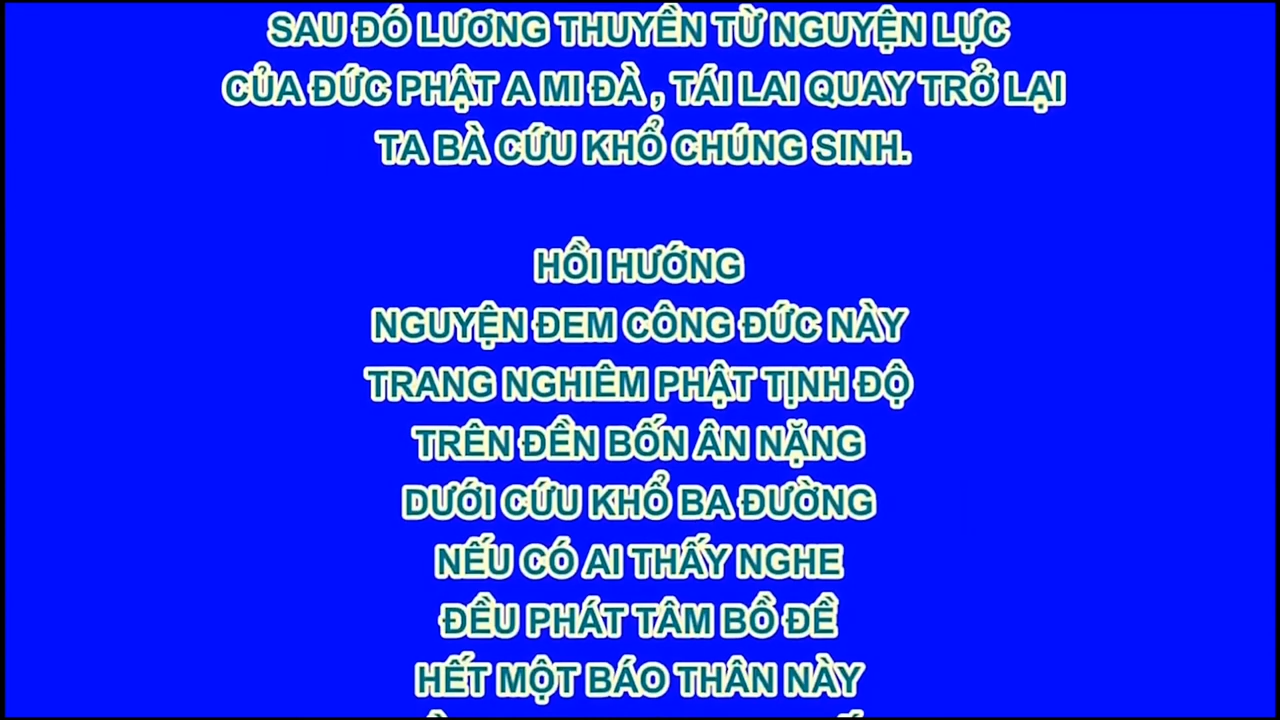 SAU ĐÓ LƯƠNG THUYỀN TỪ NGUYỆN LỰC
CỦA ĐỨC PHẬT A MI ĐÀ , TÁI LAI QUAY TRỞ LẠI
TA BÀ CỨU KHỔ CHÚNG SINH.
HỒI HƯỚNG
NGUYỆN ĐEM CÔNG ĐỨC NÀY
TRANG NGHIÊM PHẬT TỊNH ĐỘ
TRÊN ĐỀN BỐN ÂN NẶNG
DƯỚI CỨU KHỔ BA ĐƯỜNG
NẾU CÓ AI THẤY NGHE
ĐỀU PHÁT TÂM BỒ ĐỀ
HẾT MỘT BÁO THÂN NÀY